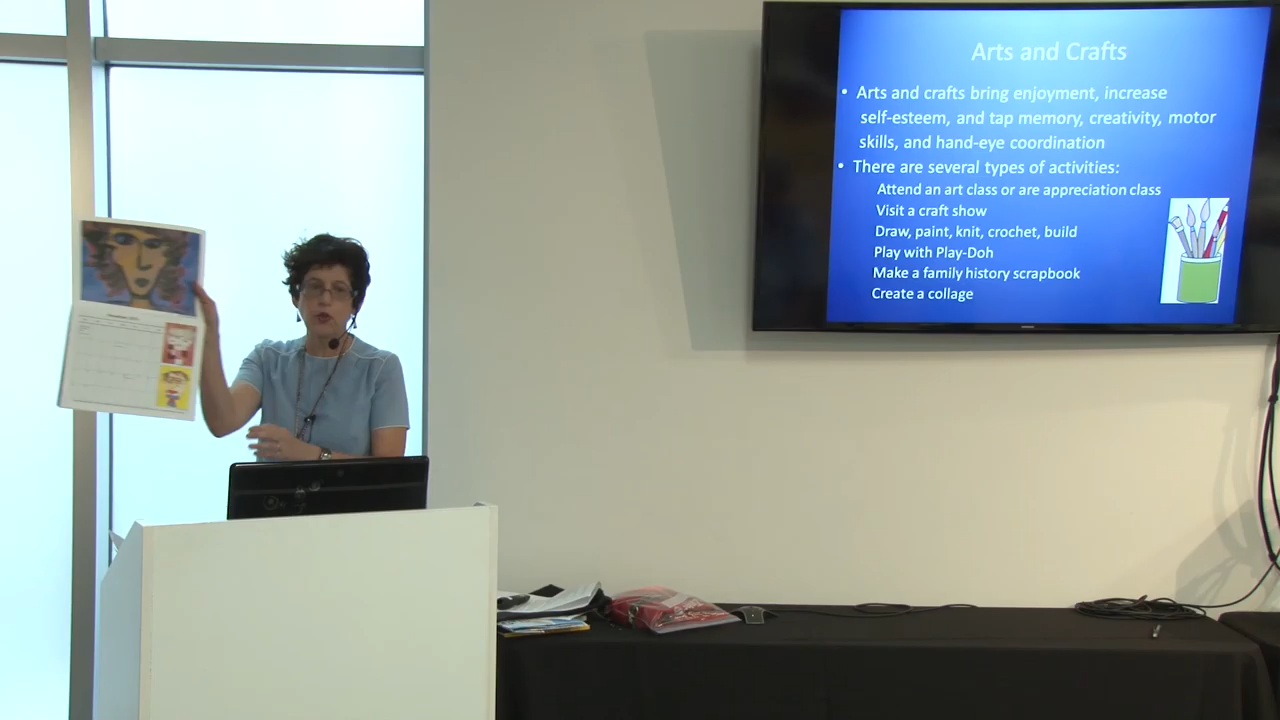 Arts and Crafts
• Arts and crafts bring enjoyment, increase
self-esteem, and tap memory, creativity, motor
skills, and hand-eye coordination
• There are several types of activities:
Attend an art class or are appreciation class
Visit a craft show
Draw, paint, knit, crochet, build
Play with Play-Doh
Make a family history scrapbook
Create a collage